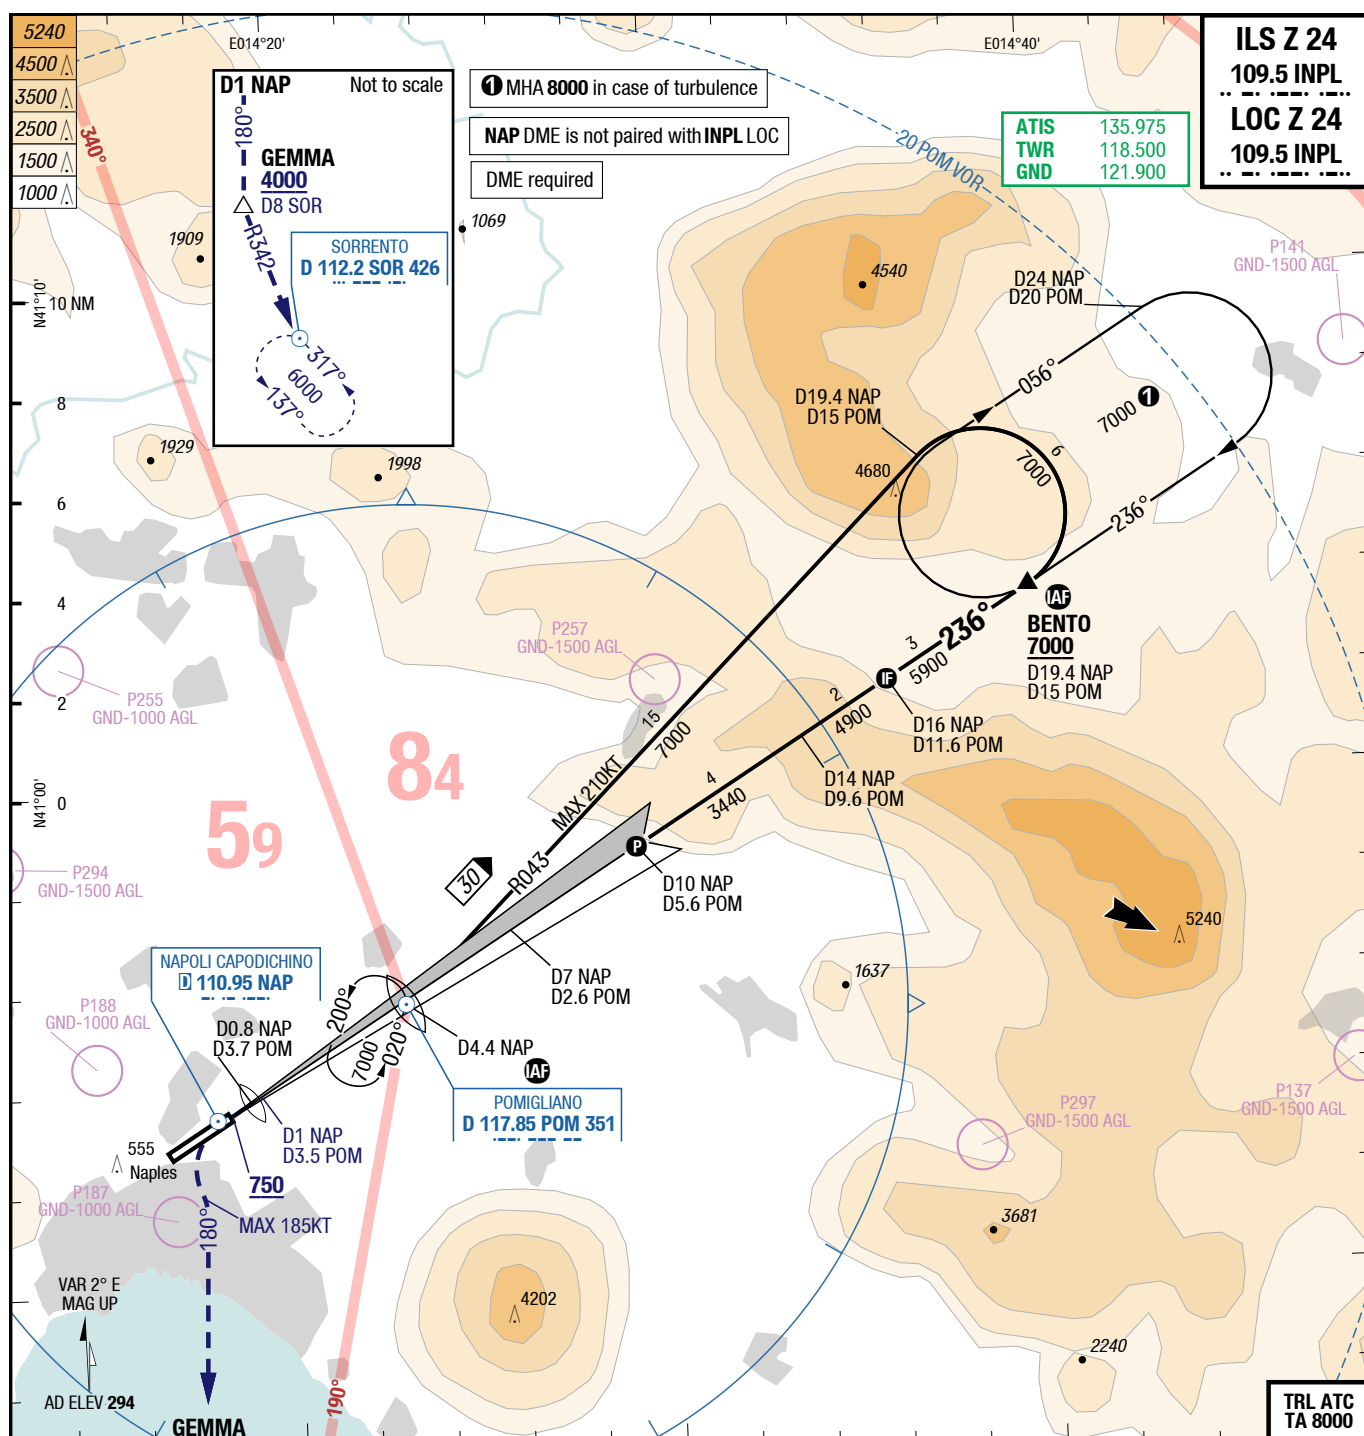 5240
4500
3500
2500
1500
1000
E014°20'
E014°40'
ILS Z 24
109.5 INPL
LOC Z 24
109.5 INPL
ATIS 135.975
TWR 118.500
GND 121.900
1 MHA 8000 in case of turbulence
NAP DME is not paired with INPL LOC
DME required
D1 NAP
Not to scale
180°
GEMMA
4000
D8 SOR
R342
SORRENTO
D 112.2 SOR 426
317°
6000
137°
340°
20 POM VOR
1909
1069
4540
P141
GND-1500 AGL
D24 NAP
D20 POM
N41°10'
10 NM
8
6
4
2
0
N41°00'
056°
7000 1
D19.4 NAP
D15 POM
6
7000
4680
236°
1929
1998
IAF
BENTO
7000
D19.4 NAP
D15 POM
236°
3
5900
IF
D16 NAP
D11.6 POM
P257
GND-1500 AGL
P255
GND-1000 AGL
15
7000
2
4900
D14 NAP
D9.6 POM
84
59
MAX 210KT
4
3440
P
D10 NAP
D5.6 POM
R043
30
P294
GND-1500 AGL
5240
1637
NAPOLI CAPODICHINO
D 110.95 NAP
D7 NAP
D2.6 POM
P188
GND-1000 AGL
D0.8 NAP
D3.7 POM
200°
7000
020°
D4.4 NAP
IAF
POMIGLIANO
D 117.85 POM 351
P297
GND-1500 AGL
P137
GND-1500 AGL
D1 NAP
D3.5 POM
555
Naples
750
P187
GND-1000 AGL
180°
MAX 185KT
3681
4202
2240
VAR 2° E
MAG UP
AD ELEV 294
GEMMA
190°
TRL ATC
TA 8000